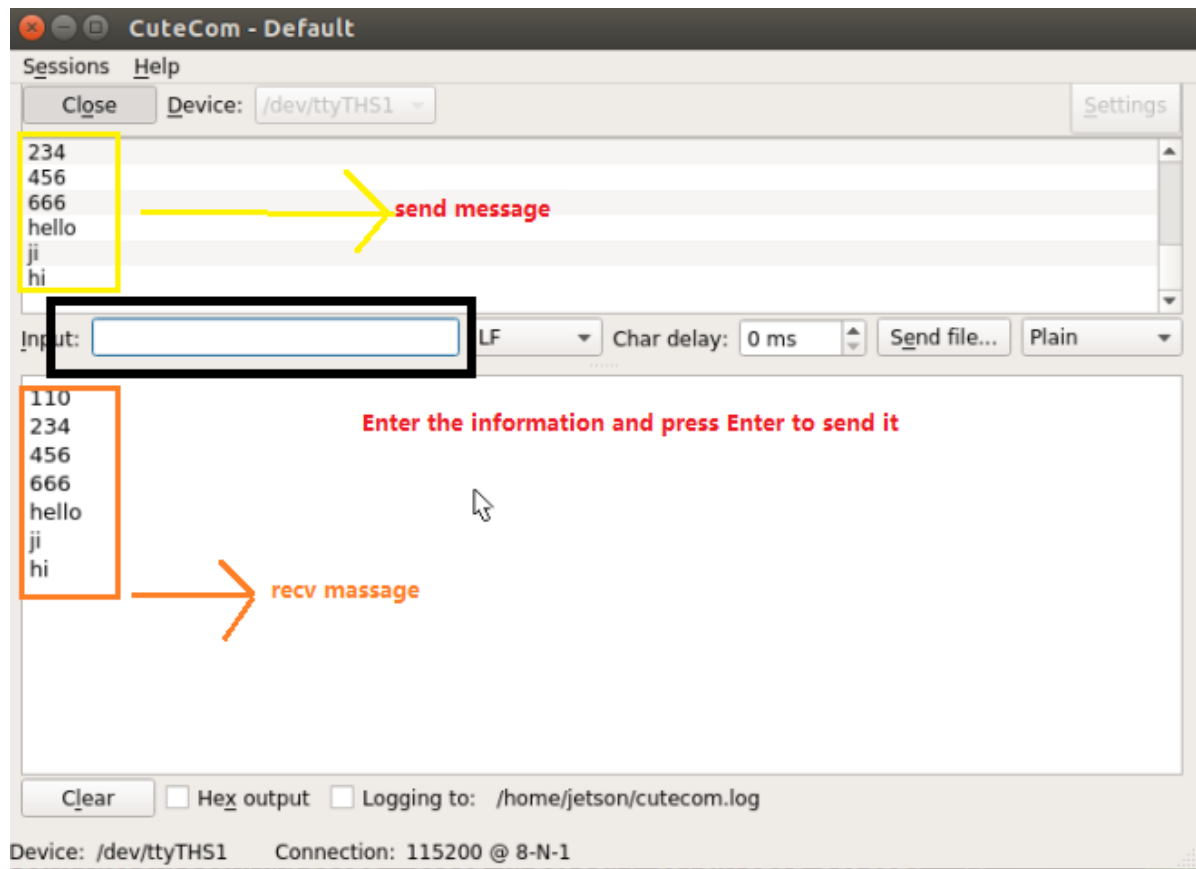 CuteCom - Default
Sessions Help
Close Device: /dev/ttyTHS1 Settings
234
456
666
send message
hello
ji
hi
Input: LF Char delay: 0 ms Send file... Plain
110
234
Enter the information and press Enter to send it
456
666
hello
ji
hi
recv massage
Clear Hex output Logging to: /home/jetson/cutecom.log
Device: /dev/ttyTHS1 Connection: 115200 @ 8-N-1